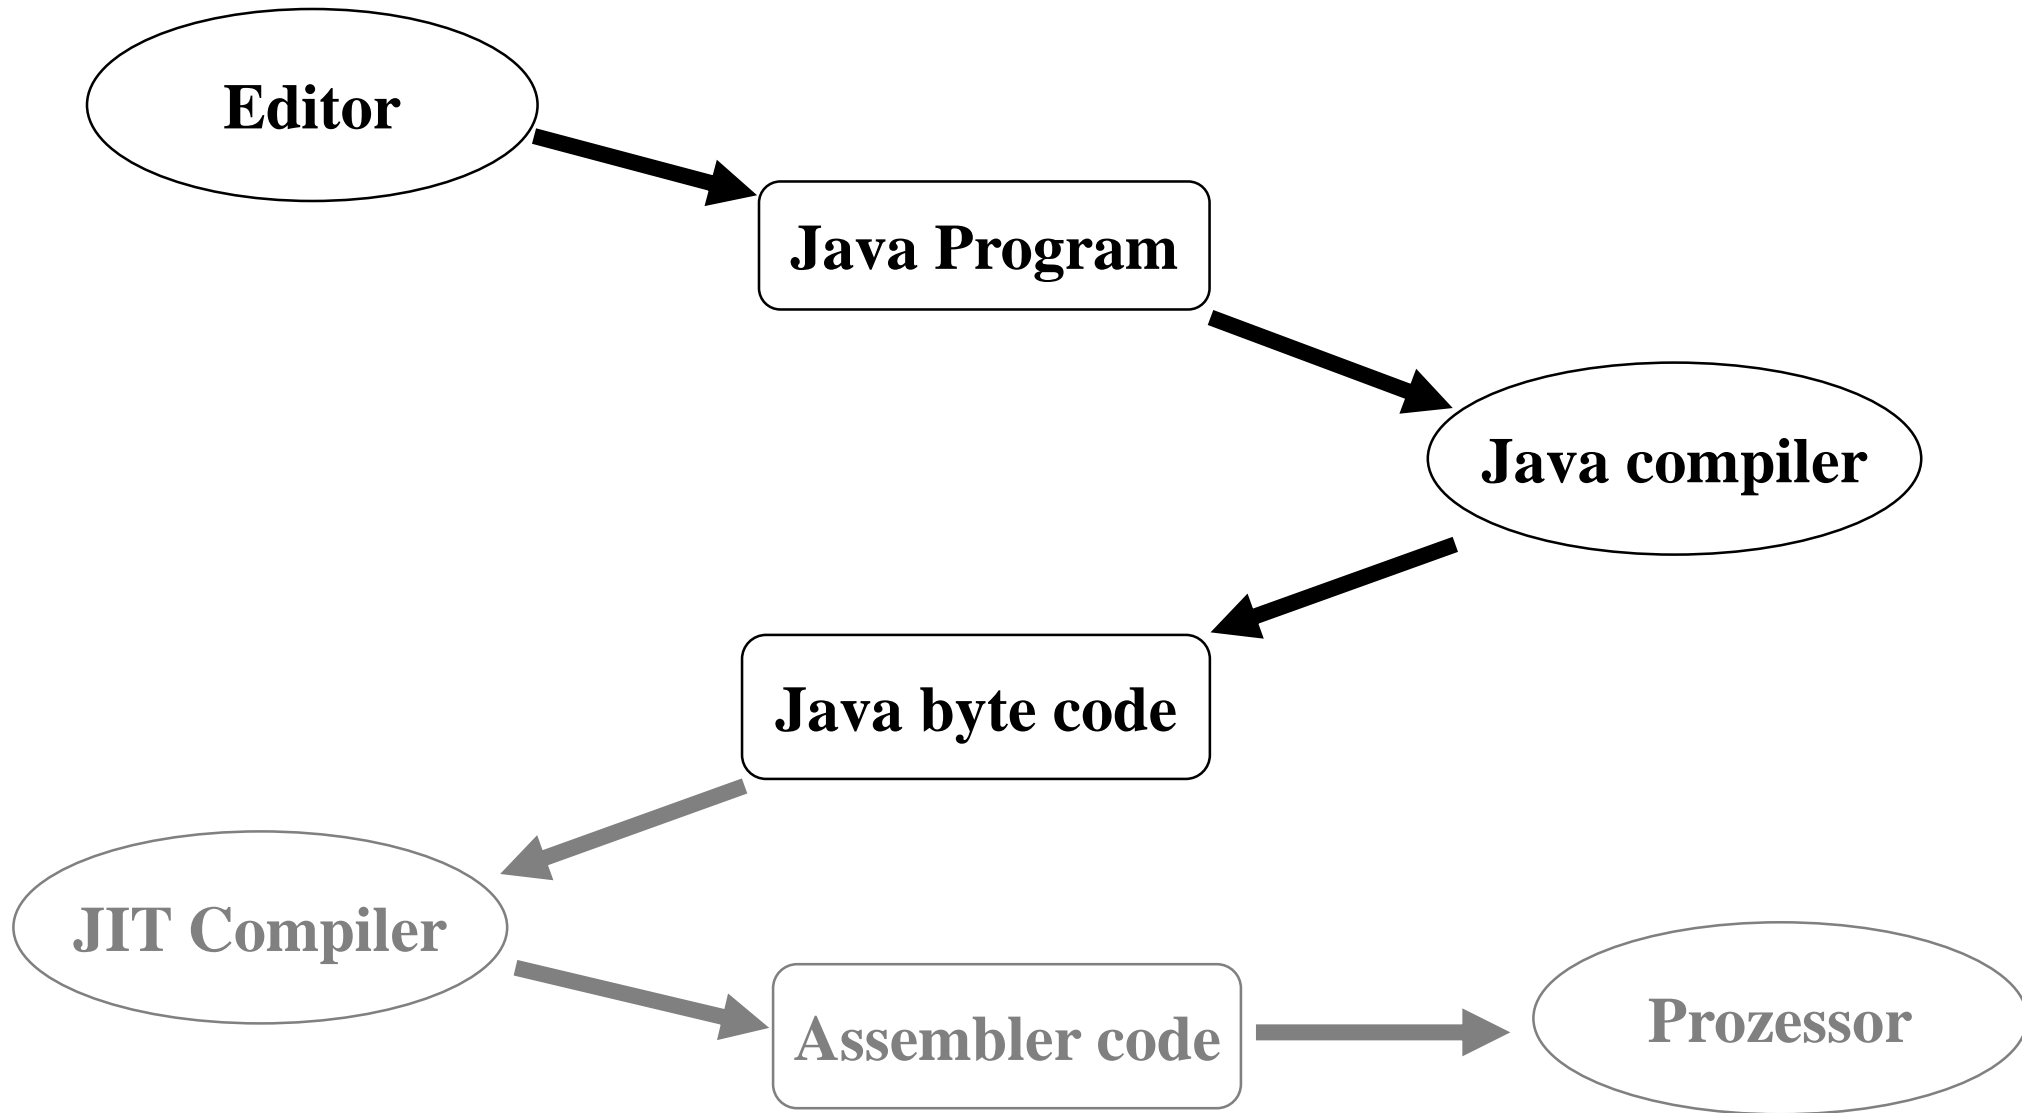 Editor
Java Program
Java compiler
Java byte code
JIT Compiler
Assembler code
Prozessor